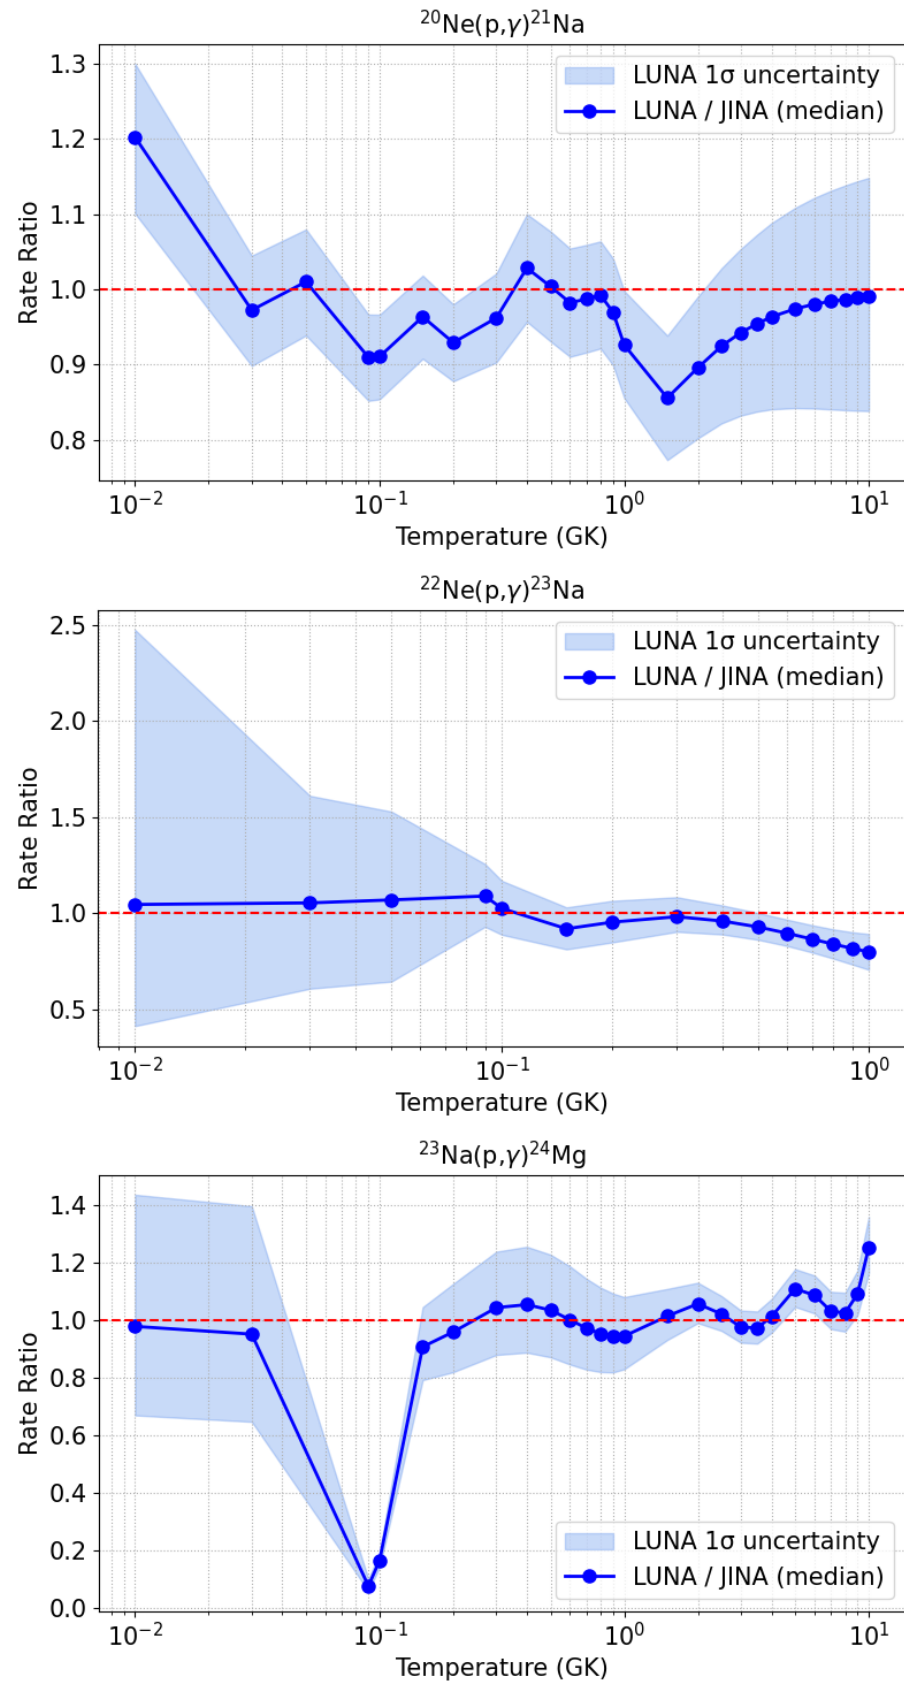 ²⁰Ne(p,γ)²¹Na
LUNA 1σ uncertainty
LUNA / JINA (median)
1.3
1.2
1.1
1.0
0.9
0.8
Rate Ratio
10⁻² 10⁻¹ 10⁰ 10¹
Temperature (GK)
²²Ne(p,γ)²³Na
LUNA 1σ uncertainty
LUNA / JINA (median)
2.5
2.0
1.5
1.0
0.5
Rate Ratio
10⁻² 10⁻¹ 10⁰
Temperature (GK)
²³Na(p,γ)²⁴Mg
1.4
1.2
1.0
0.8
0.6
0.4
0.2
0.0
Rate Ratio
LUNA 1σ uncertainty
LUNA / JINA (median)
10⁻² 10⁻¹ 10⁰ 10¹
Temperature (GK)